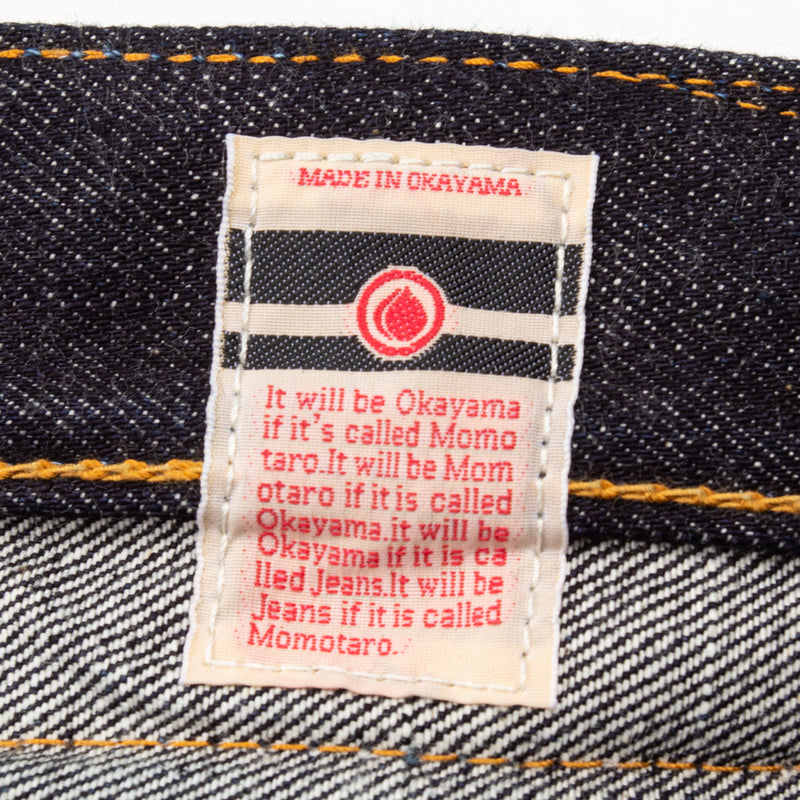 MADE IN OKAYAMA
It will be Okayama
if it's called Momo
taro.It will be Mom
otaro if it is called
Okayama.it will be
Okayama if it is ca
lled Jeans.It will be
Jeans if it is called
Momotaro.